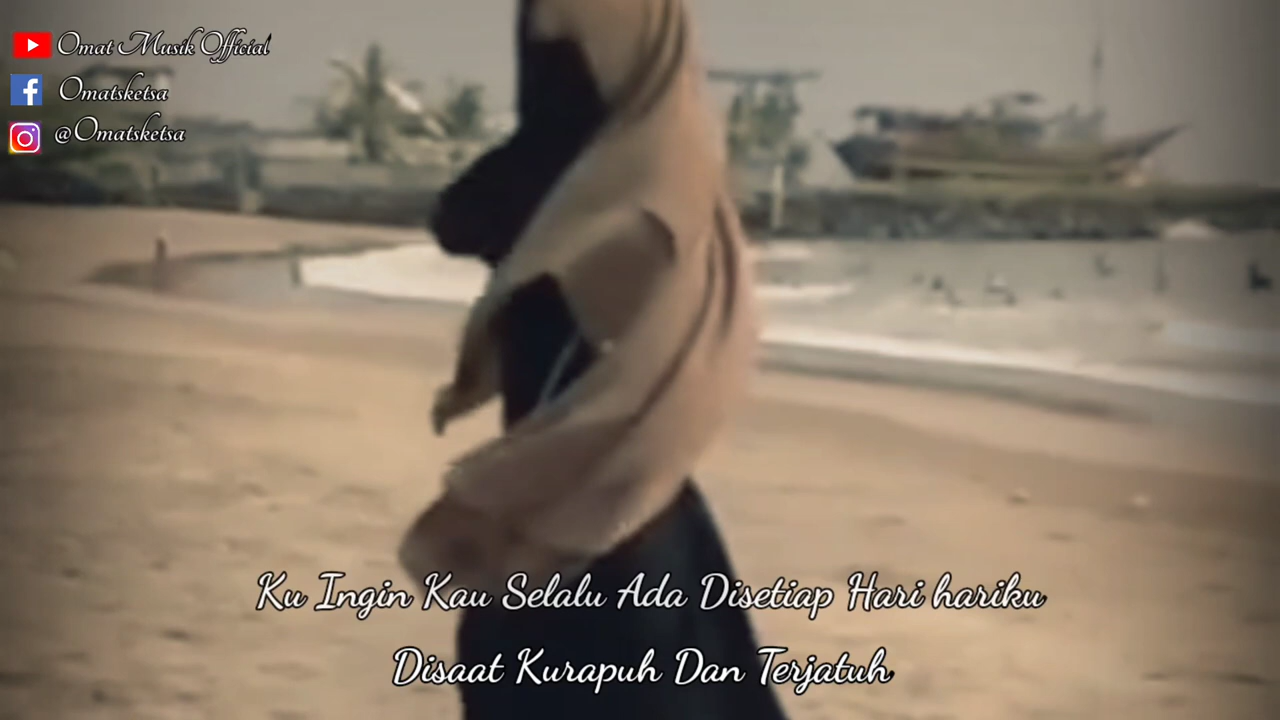 Omat Musik Official
Omatsketsa
@Omatsketsa
Ku Ingin Kau Selalu Ada Disetiap Hari hariku
Disaat Kurapuh Dan Terjatuh